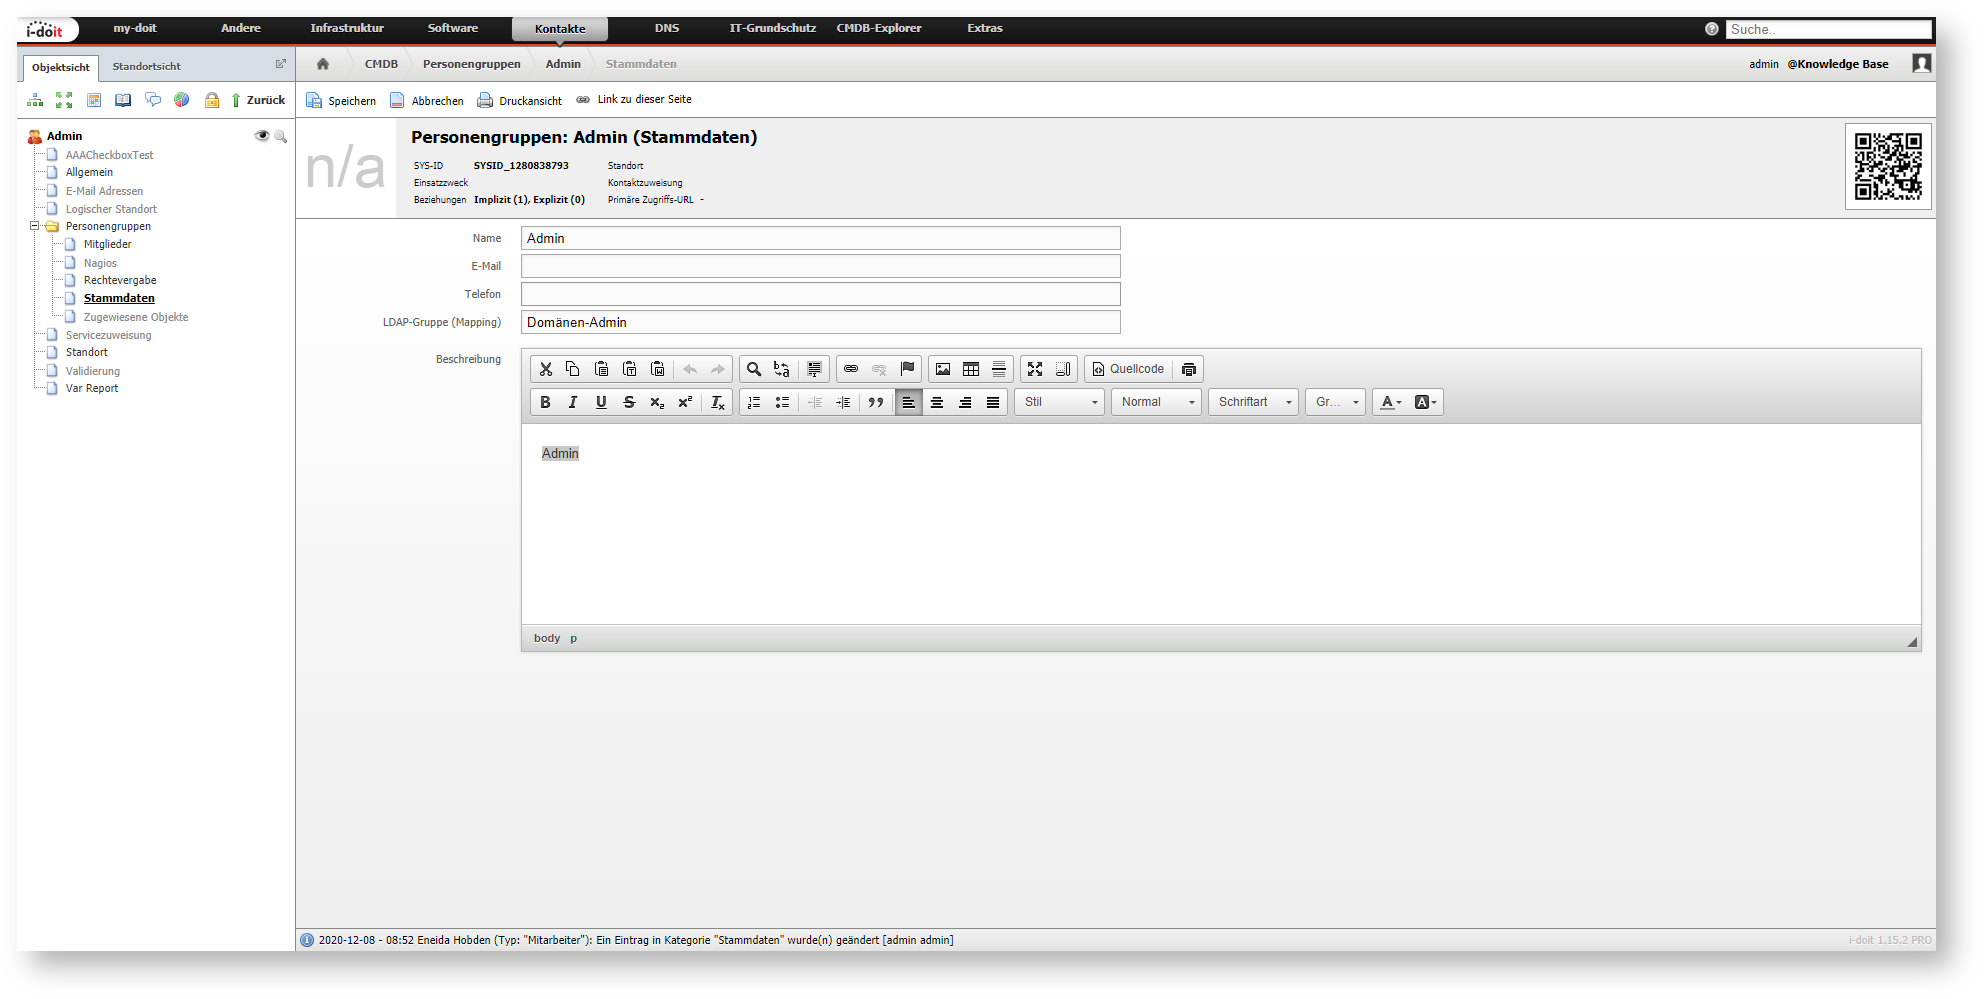 i-doit my-doit Andere Infrastruktur Software Kontakte DNS IT-Grundschutz CMDB-Explorer Extras Suche..
Objektsicht Standortsicht
CMDB Personengruppen Admin Stammdaten admin @Knowledge Base
Zurück
Speichern Abbrechen Druckansicht Link zu dieser Seite
Admin
AAACheckboxTest
Allgemein
E-Mail Adressen
Logischer Standort
Personengruppen
Mitglieder
Nagios
Rechtevergabe
Stammdaten
Zugewiesene Objekte
Servicezuweisung
Standort
Validierung
Var Report
n/a
Personengruppen: Admin (Stammdaten)
SYS-ID SYSID_1280838793 Standort
Einsatzzweck Kontaktzuweisung
Beziehungen Implizit (1), Explizit (0) Primäre Zugriffs-URL -
Name Admin
E-Mail
Telefon
LDAP-Gruppe (Mapping) Domänen-Admin
Beschreibung
Quellcode
Stil Normal Schriftart Gr...
Admin
body p
2020-12-08 - 08:52 Eneida Hobden (Typ: "Mitarbeiter"): Ein Eintrag in Kategorie "Stammdaten" wurde(n) geändert [admin admin]
i-doit 1.15.2 PRO